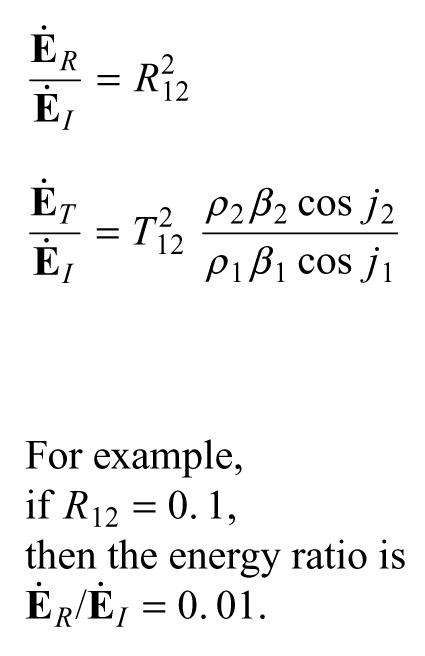 Ė_R / Ė_I = R_12^2
Ė_T / Ė_I = T_12^2 ρ_2 β_2 cos j_2 / ρ_1 β_1 cos j_1
For example,
if R_12 = 0. 1,
then the energy ratio is
Ė_R/Ė_I = 0. 01.